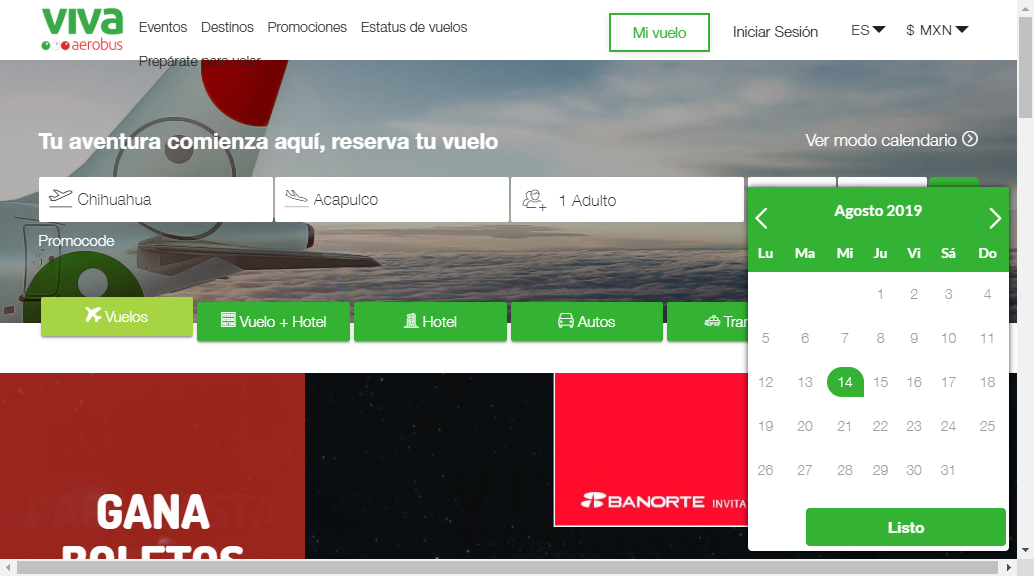 viva
aerobus
Eventos Destinos Promociones Estatus de vuelos
Prepárate para volar
Mi vuelo
Iniciar Sesión
ES
$ MXN
Tu aventura comienza aquí, reserva tu vuelo
Ver modo calendario
Chihuahua
Acapulco
1 Adulto
Promocode
Vuelos
Vuelo + Hotel
Hotel
Autos
Tran
Agosto 2019
Lu Ma Mi Ju Vi Sá Do
1 2 3 4
5 6 7 8 9 10 11
12 13 14 15 16 17 18
19 20 21 22 23 24 25
26 27 28 29 30 31
Listo
GANA
BOLETOS
BANORTE INVITA